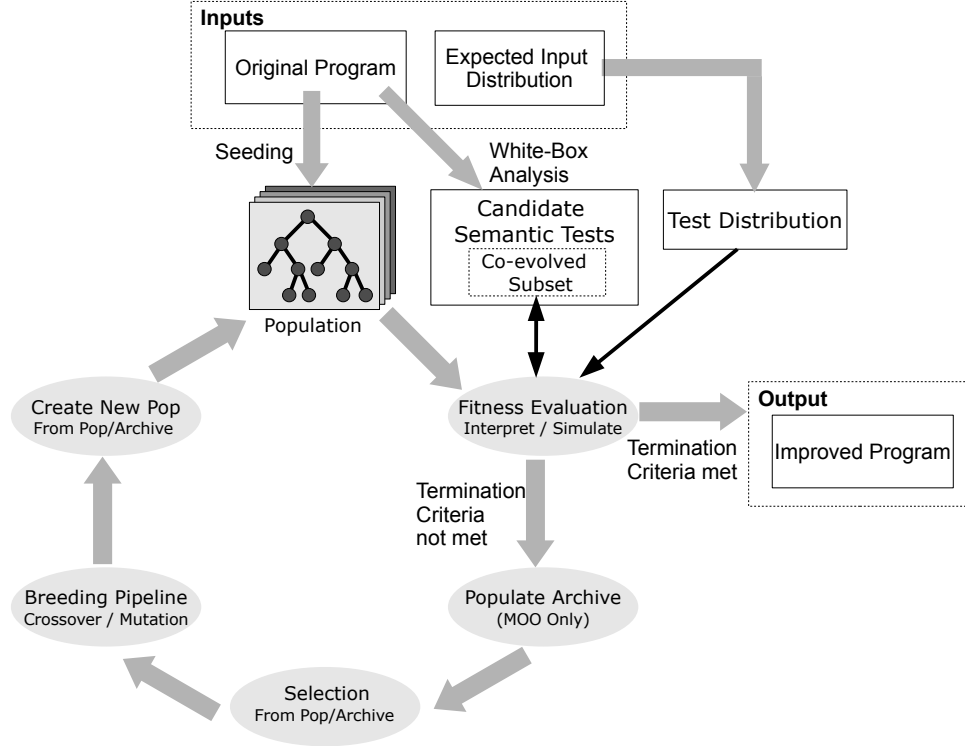 Inputs
Original Program
Expected Input
Distribution
Seeding
White-Box
Analysis
Candidate
Semantic Tests
Co-evolved
Subset
Test Distribution
Population
Create New Pop
From Pop/Archive
Fitness Evaluation
Interpret / Simulate
Output
Improved Program
Termination
Criteria met
Termination
Criteria
not met
Breeding Pipeline
Crossover / Mutation
Populate Archive
(MOO Only)
Selection
From Pop/Archive